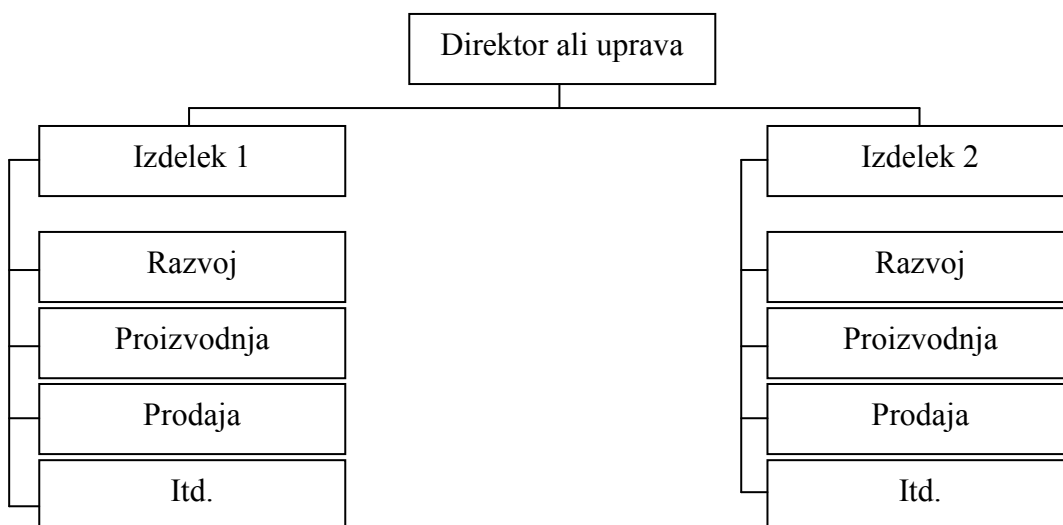 Direktor ali uprava
Izdelek 1
Razvoj
Proizvodnja
Prodaja
Itd.
Izdelek 2
Razvoj
Proizvodnja
Prodaja
Itd.